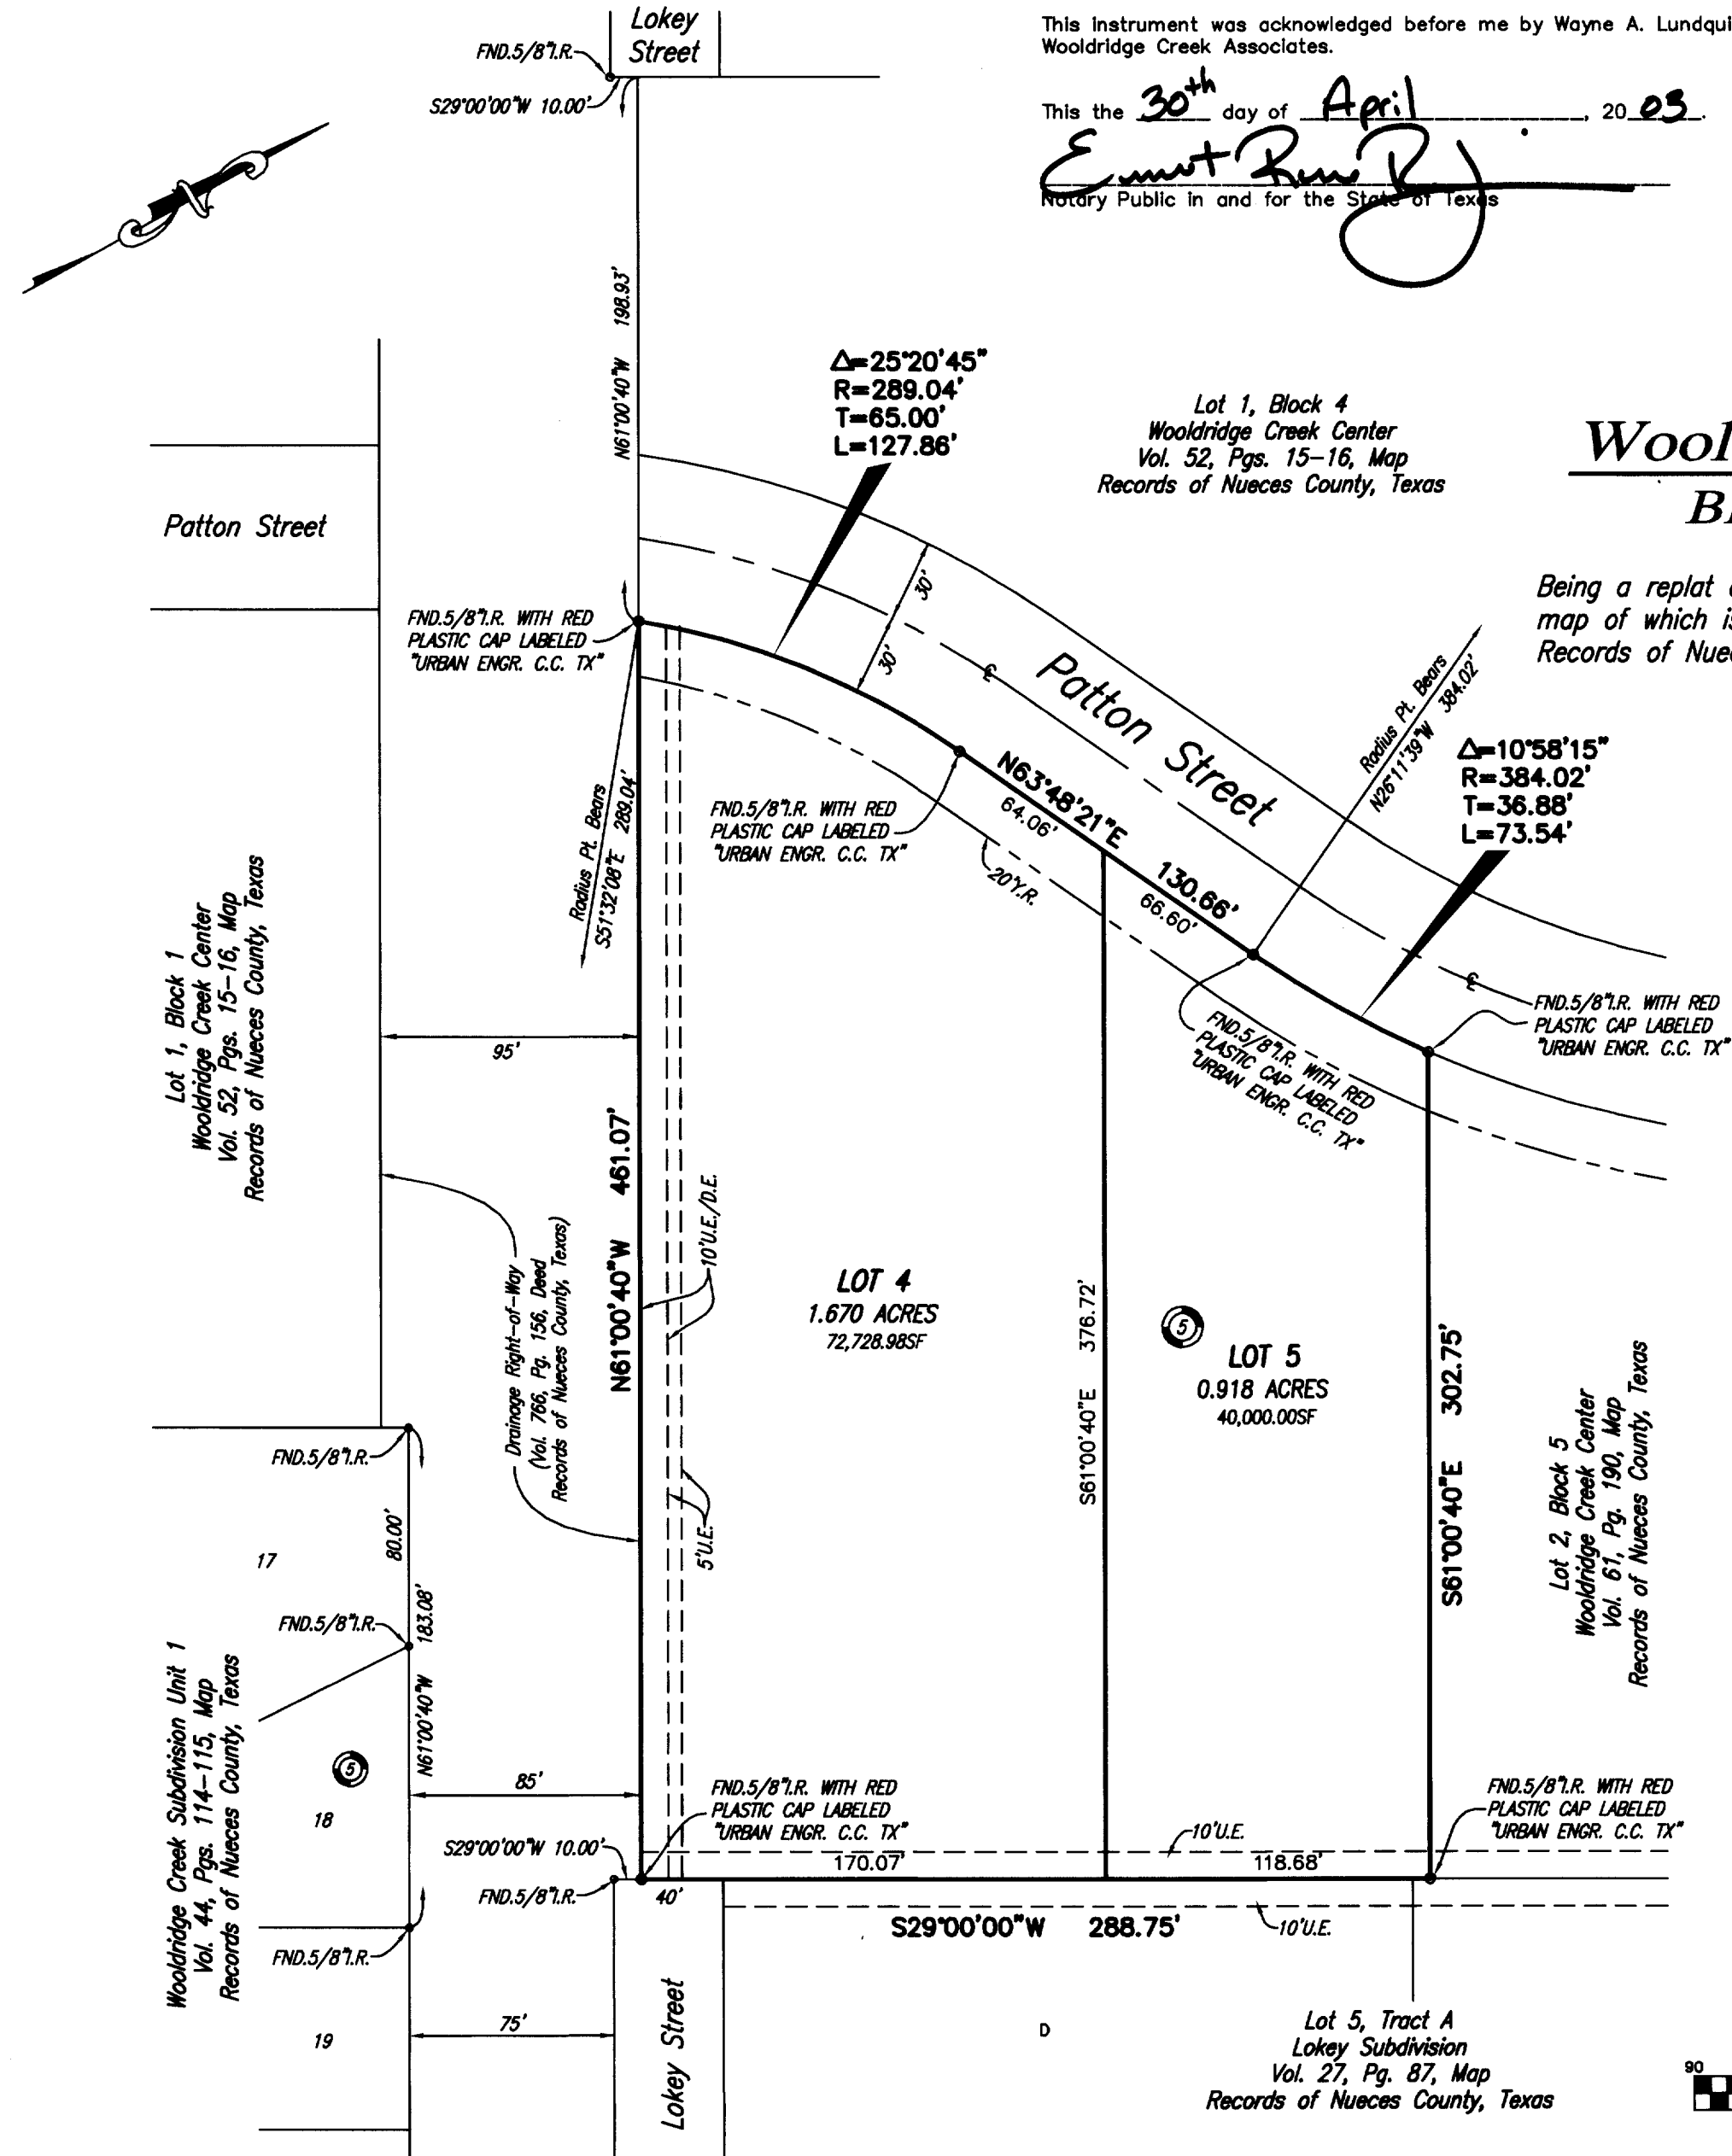 This instrument was acknowledged before me by Wayne A. Lundqui
Wooldridge Creek Associates.
This the 30th day of April, 2003.
Notary Public in and for the State of Texas
Lokey
Street
FND.5/8"I.R.
S29°00'00"W 10.00'
N61°00'40"W 198.93'
Δ=25°20'45"
R=289.04'
T=65.00'
L=127.86'
Lot 1, Block 4
Wooldridge Creek Center
Vol. 52, Pgs. 15-16, Map
Records of Nueces County, Texas
Wool
Bl
Being a replat
map of which is
Records of Nuec
Patton Street
FND.5/8"I.R. WITH RED
PLASTIC CAP LABELED
"URBAN ENGR. C.C. TX"
30'
30'
Patton Street
Radius Pt. Bears
N26°11'39"W 384.02'
Δ=10°58'15"
R=384.02'
T=36.88'
L=73.54'
Radius Pt. Bears
S51°32'08"E 289.04'
FND.5/8"I.R. WITH RED
PLASTIC CAP LABELED
"URBAN ENGR. C.C. TX"
N63°48'21"E 130.66'
64.06'
66.60'
20'Y.R.
FND.5/8"I.R. WITH RED
PLASTIC CAP LABELED
"URBAN ENGR. C.C. TX"
FND.5/8"I.R. WITH RED
PLASTIC CAP LABELED
"URBAN ENGR. C.C. TX"
Lot 1, Block 1
Wooldridge Creek Center
Vol. 52, Pgs. 15-16, Map
Records of Nueces County, Texas
95'
N61°00'40"W 461.07'
10'U.E./D.E.
Drainage Right-of-Way
(Vol. 766, Pg. 156, Deed
Records of Nueces County, Texas)
5'U.E.
LOT 4
1.670 ACRES
72,728.98SF
S61°00'40"E 376.72'
5
LOT 5
0.918 ACRES
40,000.00SF
S61°00'40"E 302.75'
Lot 2, Block 5
Wooldridge Creek Center
Vol. 61, Pg. 190, Map
Records of Nueces County, Texas
FND.5/8"I.R.
80.00'
17
FND.5/8"I.R.
N61°00'40"W 183.08'
Wooldridge Creek Subdivision Unit 1
Vol. 44, Pgs. 114-115, Map
Records of Nueces County, Texas
5
18
85'
FND.5/8"I.R. WITH RED
PLASTIC CAP LABELED
"URBAN ENGR. C.C. TX"
FND.5/8"I.R. WITH RED
PLASTIC CAP LABELED
"URBAN ENGR. C.C. TX"
S29°00'00"W 10.00'
10'U.E.
170.07'
118.68'
FND.5/8"I.R.
40'
S29°00'00"W 288.75'
10'U.E.
FND.5/8"I.R.
19
75'
Lokey Street
D
Lot 5, Tract A
Lokey Subdivision
Vol. 27, Pg. 87, Map
Records of Nueces County, Texas
90